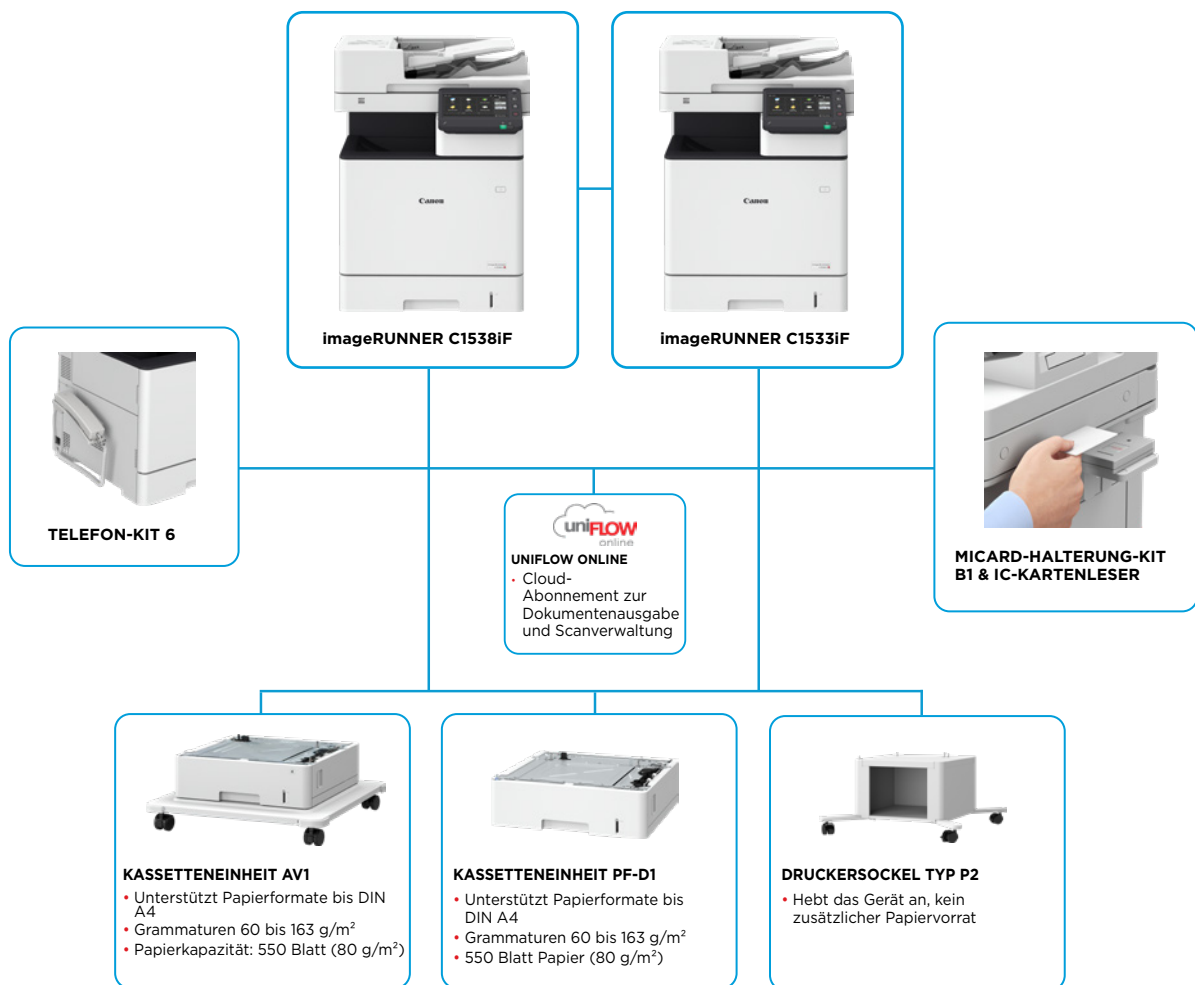 Canon
Canon
imageRUNNER C1538iF
imageRUNNER C1533iF
TELEFON-KIT 6
uniFLOW
online
UNIFLOW ONLINE
• Cloud-
Abonnement zur
Dokumentenausgabe
und Scanverwaltung
MICARD-HALTERUNG-KIT
B1 & IC-KARTENLESER
KASSETTENEINHEIT AV1
• Unterstützt Papierformate bis DIN
A4
• Grammaturen 60 bis 163 g/m²
• Papierkapazität: 550 Blatt (80 g/m²)
KASSETTENEINHEIT PF-D1
• Unterstützt Papierformate bis
DIN A4
• Grammaturen 60 bis 163 g/m²
• 550 Blatt Papier (80 g/m²)
DRUCKERSOCKEL TYP P2
• Hebt das Gerät an, kein
zusätzlicher Papiervorrat